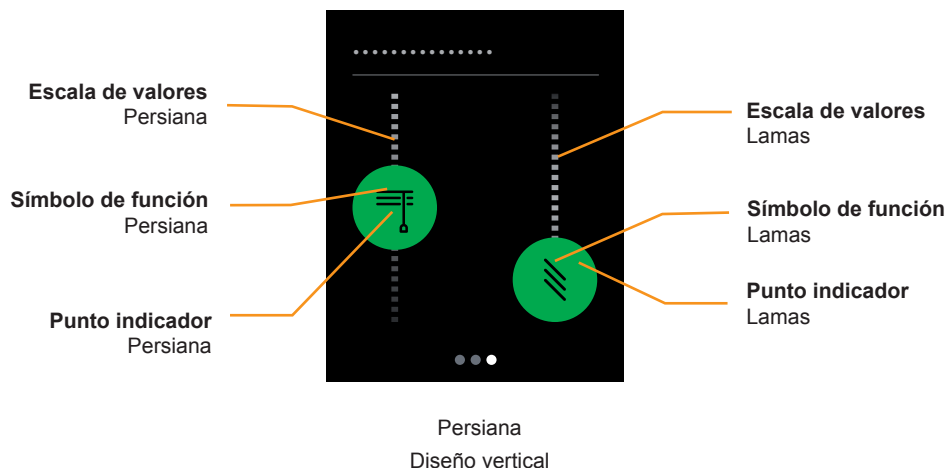 Escala de valores
Persiana
Símbolo de función
Persiana
Punto indicador
Persiana
Escala de valores
Lamas
Símbolo de función
Lamas
Punto indicador
Lamas
Persiana
Diseño vertical